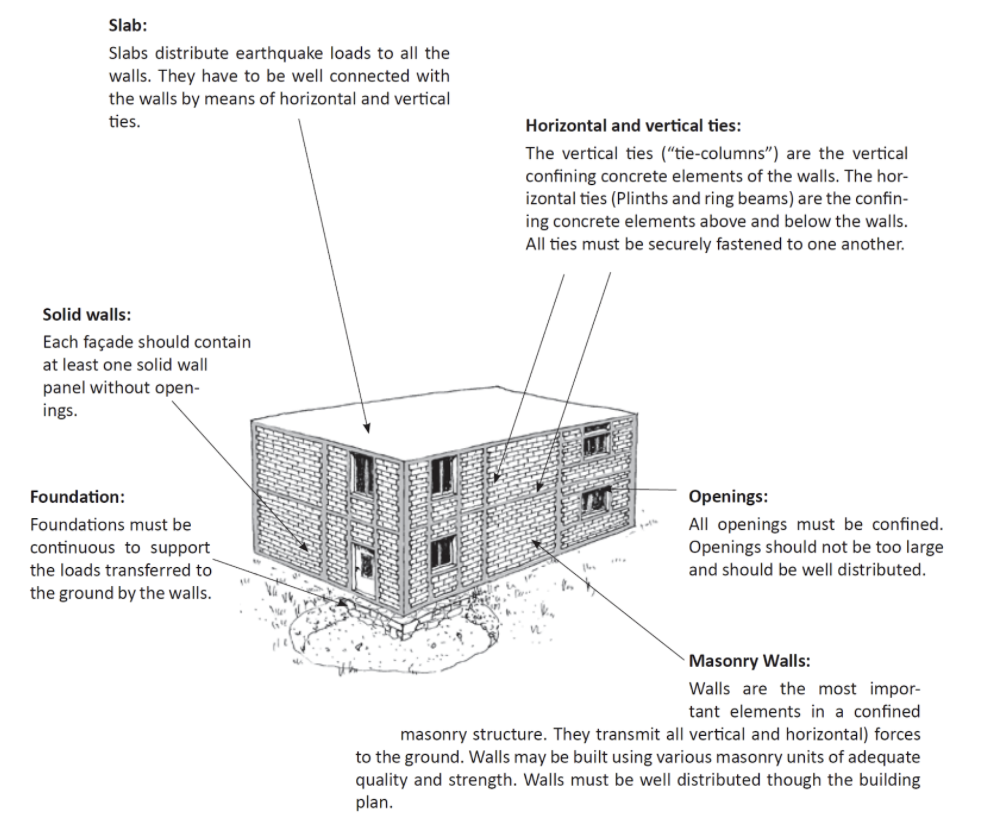 Slab:
Slabs distribute earthquake loads to all the
walls. They have to be well connected with
the walls by means of horizontal and vertical
ties.
Horizontal and vertical ties:
The vertical ties (“tie-columns”) are the vertical
confining concrete elements of the walls. The hor-
izontal ties (Plinths and ring beams) are the confin-
ing concrete elements above and below the walls.
All ties must be securely fastened to one another.
Solid walls:
Each façade should contain
at least one solid wall
panel without open-
ings.
Foundation:
Foundations must be
continuous to support
the loads transferred to
the ground by the walls.
Openings:
All openings must be confined.
Openings should not be too large
and should be well distributed.
Masonry Walls:
Walls are the most impor-
tant elements in a confined
masonry structure. They transmit all vertical and horizontal) forces
to the ground. Walls may be built using various masonry units of adequate
quality and strength. Walls must be well distributed though the building
plan.